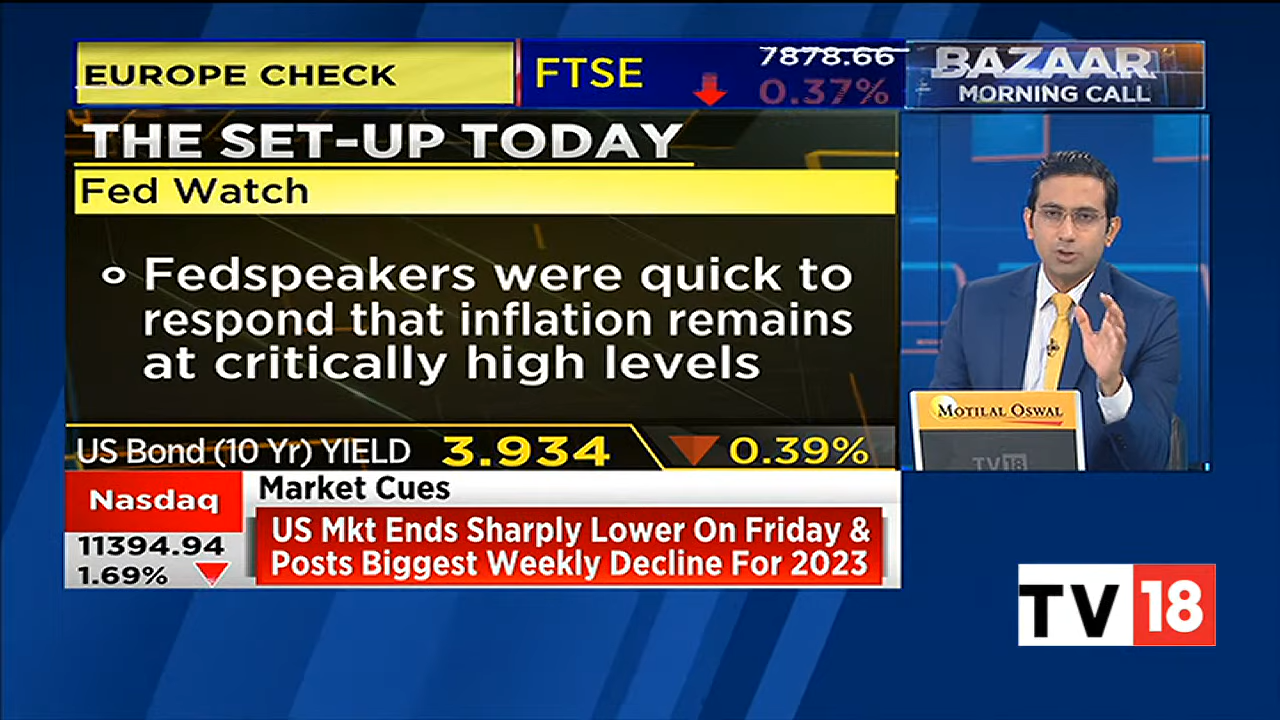 EUROPE CHECK
FTSE
7878.66
0.37%
BAZAAR
MORNING CALL
THE SET-UP TODAY
Fed Watch
Fedspeakers were quick to
respond that inflation remains
at critically high levels
US Bond (10 Yr) YIELD 3.934 0.39%
MOTILAL OSWAL
TV18
Nasdaq
11394.94
1.69%
Market Cues
US Mkt Ends Sharply Lower On Friday &
Posts Biggest Weekly Decline For 2023
TV18